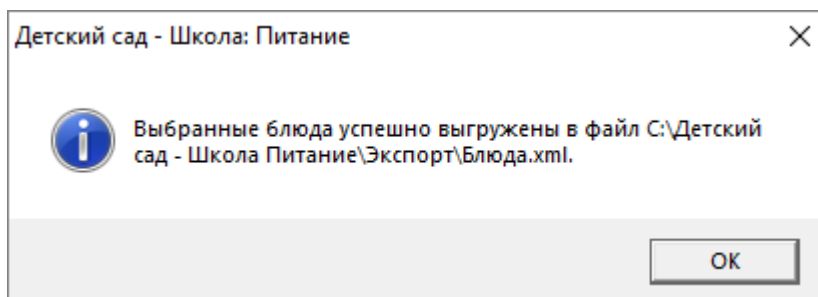 Детский сад - Школа: Питание
Выбранные блюда успешно выгружены в файл C:\Детский
сад - Школа Питание\Экспорт\Блюда.xml.
OK